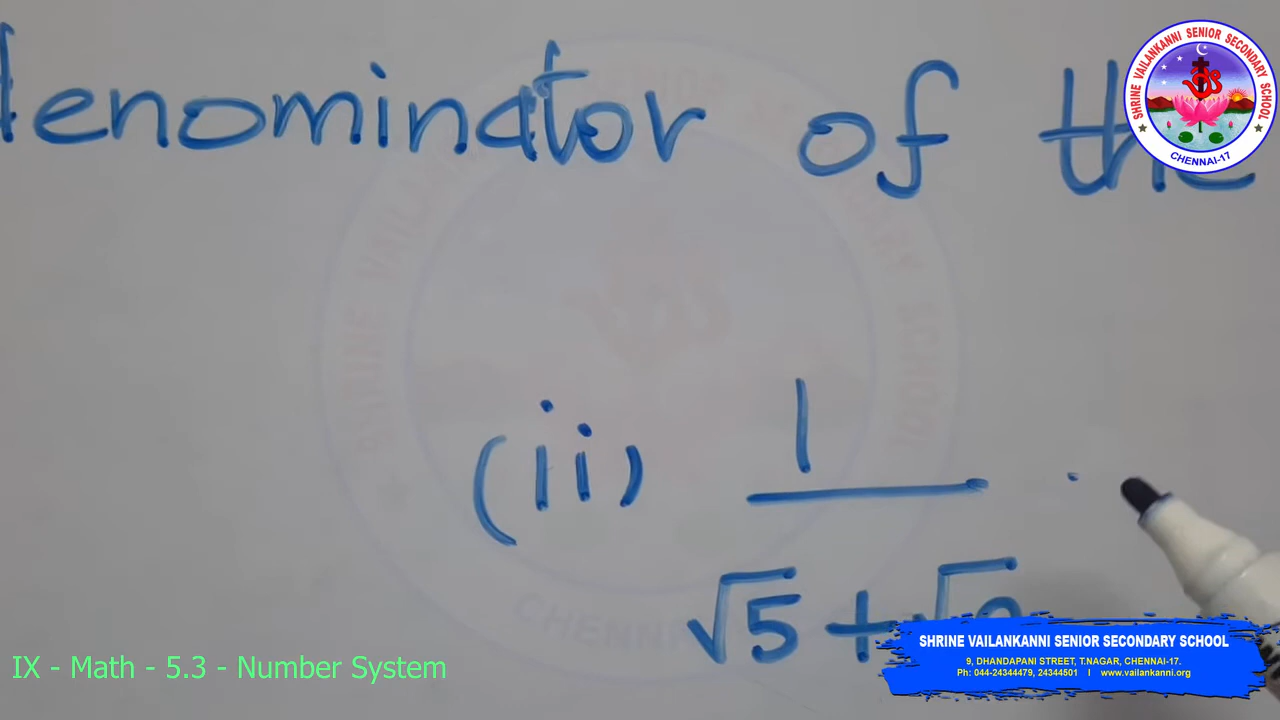 denominator of the
(ii) 1
√5 + √2
SHRINE VAILANKANNI SENIOR SECONDARY SCHOOL
CHENNAI-17
IX - Math - 5.3 - Number System
SHRINE VAILANKANNI SENIOR SECONDARY SCHOOL
9, DHANDAPANI STREET, T.NAGAR, CHENNAI-17.
Ph: 044-24344479, 24344501 I www.vailankanni.org